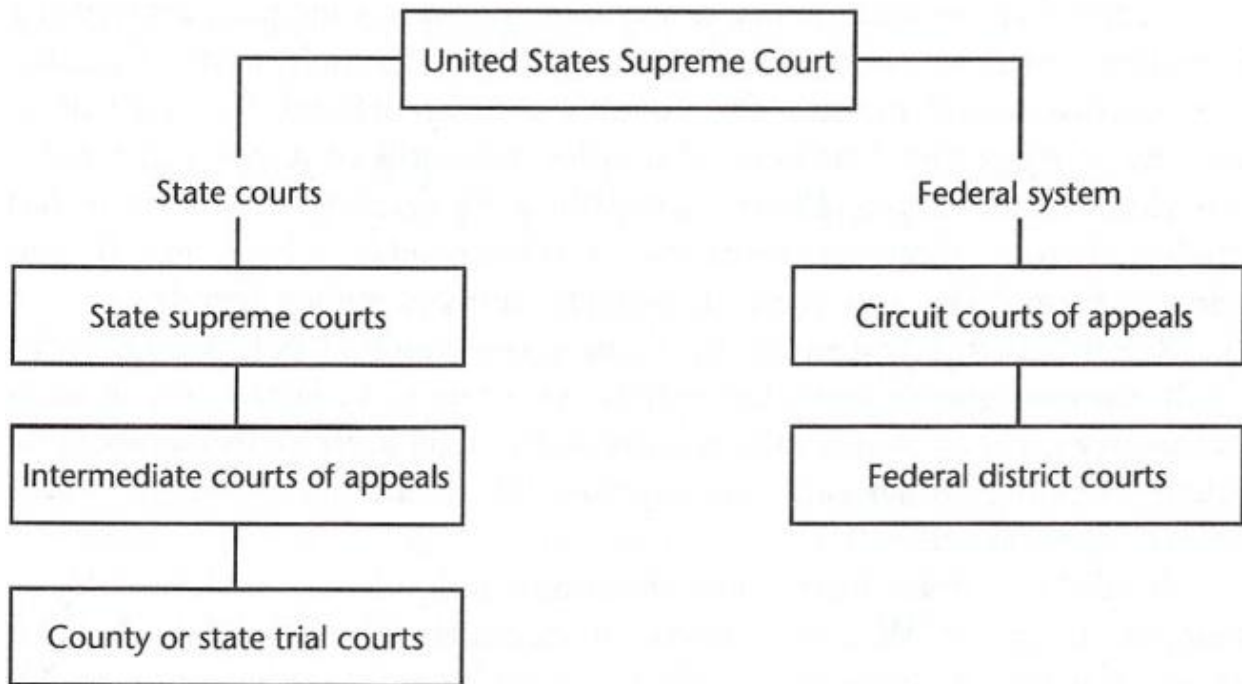 United States Supreme Court
State courts
Federal system
State supreme courts
Circuit courts of appeals
Intermediate courts of appeals
Federal district courts
County or state trial courts